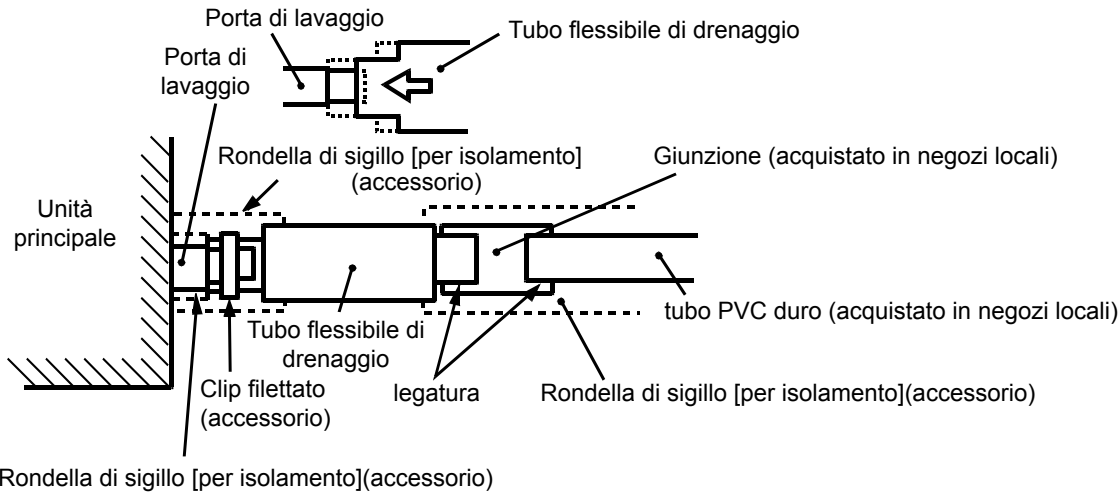 Porta di lavaggio
Tubo flessibile di drenaggio
Porta di
lavaggio
Rondella di sigillo [per isolamento]
(accessorio)
Giunzione (acquistato in negozi locali)
Unità
principale
Tubo flessibile di
drenaggio
tubo PVC duro (acquistato in negozi locali)
Clip filettato
(accessorio)
legatura
Rondella di sigillo [per isolamento](accessorio)
Rondella di sigillo [per isolamento](accessorio)